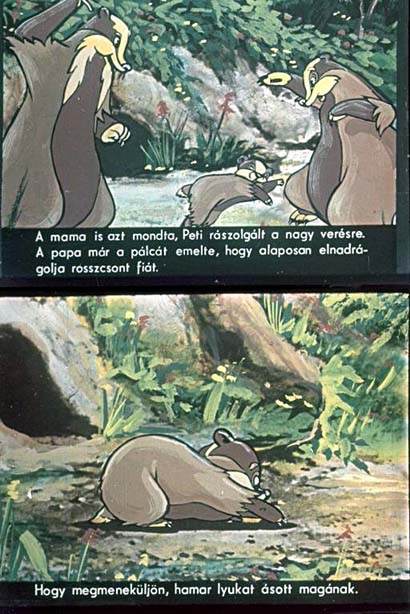 A mama is azt mondta, Peti rászolgált a nagy verésre.
A papa már a pálcát emelte, hogy alaposan elnadrá-
golja rosszcsont fiát.
Hogy megmeneküljön, hamar lyukat ásott magának.